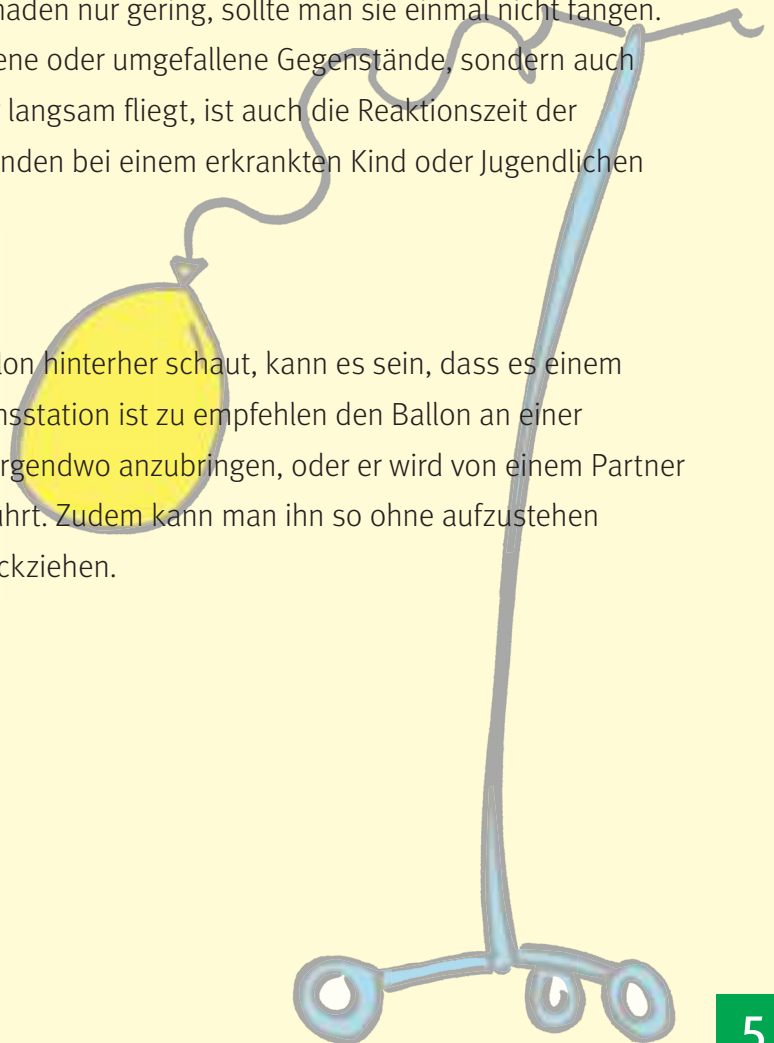 haden nur gering, sollte man sie einmal nicht fangen.
ene oder umgefallene Gegenstände, sondern auch
langsam fliegt, ist auch die Reaktionszeit der
nden bei einem erkrankten Kind oder Jugendlichen
lon hinterher schaut, kann es sein, dass es einem
nsstation ist zu empfehlen den Ballon an einer
irgendwo anzubringen, oder er wird von einem Partner
ührt. Zudem kann man ihn so ohne aufzustehen
ckziehen.
5